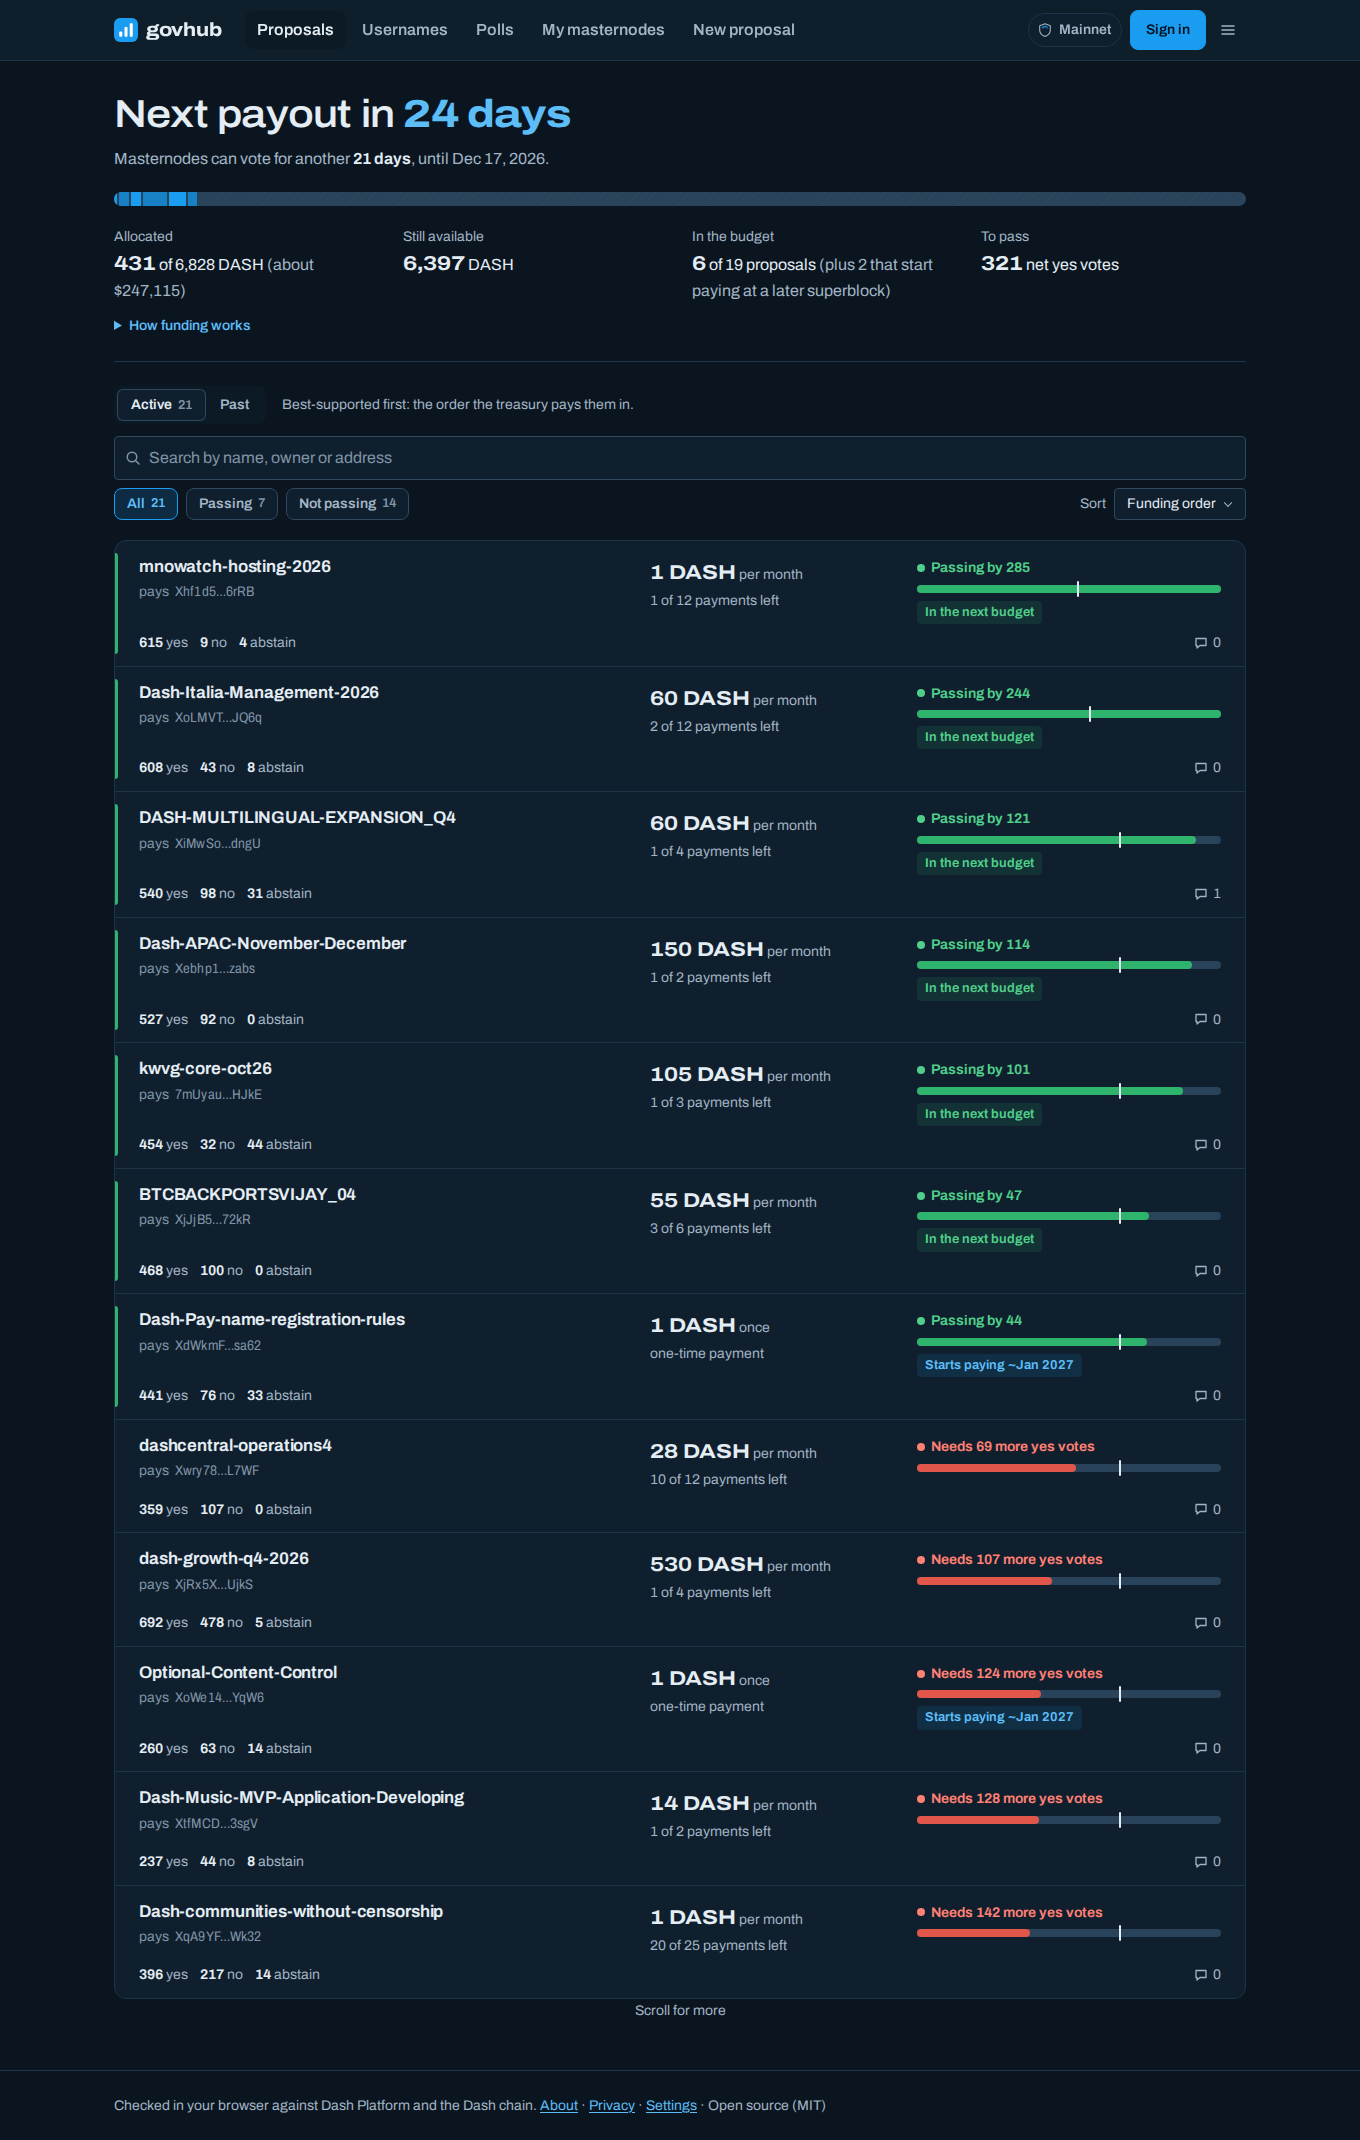 govhub
Proposals
Usernames
Polls
My masternodes
New proposal
Mainnet
Sign in
Next payout in 24 days
Masternodes can vote for another 21 days, until Dec 17, 2026.
Allocated
431 of 6,828 DASH (about
$247,115)
Still available
6,397 DASH
In the budget
6 of 19 proposals (plus 2 that start
paying at a later superblock)
To pass
321 net yes votes
How funding works
Active 21
Past
Best-supported first: the order the treasury pays them in.
Search by name, owner or address
All 21
Passing 7
Not passing 14
Sort
Funding order
mnowatch-hosting-2026
pays Xhf1d5...6rRB
615 yes 9 no 4 abstain
1 DASH per month
1 of 12 payments left
Passing by 285
In the next budget
0
Dash-Italia-Management-2026
pays XoLMVT...JQ6q
608 yes 43 no 8 abstain
60 DASH per month
2 of 12 payments left
Passing by 244
In the next budget
0
DASH-MULTILINGUAL-EXPANSION_Q4
pays XiMwSo...dngU
540 yes 98 no 31 abstain
60 DASH per month
1 of 4 payments left
Passing by 121
In the next budget
1
Dash-APAC-November-December
pays Xebhp1...zabs
527 yes 92 no 0 abstain
150 DASH per month
1 of 2 payments left
Passing by 114
In the next budget
0
kwvg-core-oct26
pays 7mUyau...HJkE
454 yes 32 no 44 abstain
105 DASH per month
1 of 3 payments left
Passing by 101
In the next budget
0
BTCBACKPORTSVIJAY_04
pays XjJjB5...72kR
468 yes 100 no 0 abstain
55 DASH per month
3 of 6 payments left
Passing by 47
In the next budget
0
Dash-Pay-name-registration-rules
pays XdWkmF...sa62
441 yes 76 no 33 abstain
1 DASH once
one-time payment
Passing by 44
Starts paying ~Jan 2027
0
dashcentral-operations4
pays Xwry78...L7WF
359 yes 107 no 0 abstain
28 DASH per month
10 of 12 payments left
Needs 69 more yes votes
0
dash-growth-q4-2026
pays XjRx5X...UjkS
692 yes 478 no 5 abstain
530 DASH per month
1 of 4 payments left
Needs 107 more yes votes
0
Optional-Content-Control
pays XoWe14...YqW6
260 yes 63 no 14 abstain
1 DASH once
one-time payment
Needs 124 more yes votes
Starts paying ~Jan 2027
0
Dash-Music-MVP-Application-Developing
pays XtfMCD...3sgV
237 yes 44 no 8 abstain
14 DASH per month
1 of 2 payments left
Needs 128 more yes votes
0
Dash-communities-without-censorship
pays XqA9YF...Wk32
396 yes 217 no 14 abstain
1 DASH per month
20 of 25 payments left
Needs 142 more yes votes
0
Scroll for more
Checked in your browser against Dash Platform and the Dash chain. About · Privacy · Settings · Open source (MIT)